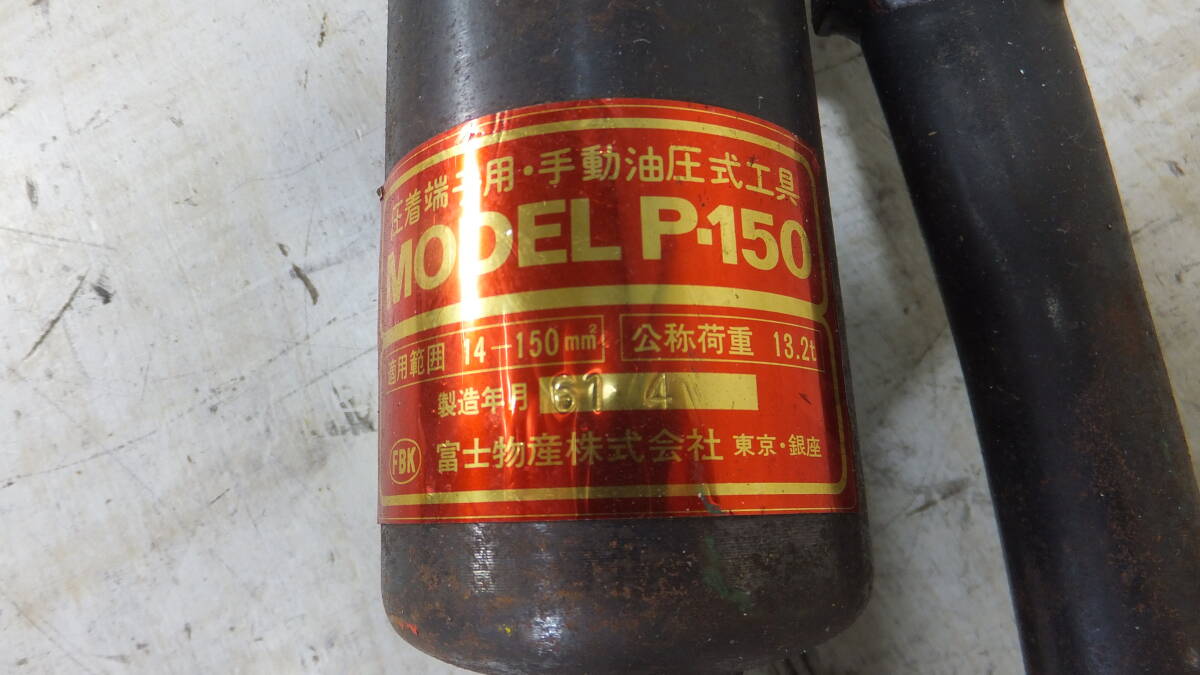 圧着端子用・手動油圧式工具
MODEL P-150
適用範囲 14-150mm² 公称荷重 13.2t
製造年月 61 4
FBK 富士物産株式会社 東京・銀座